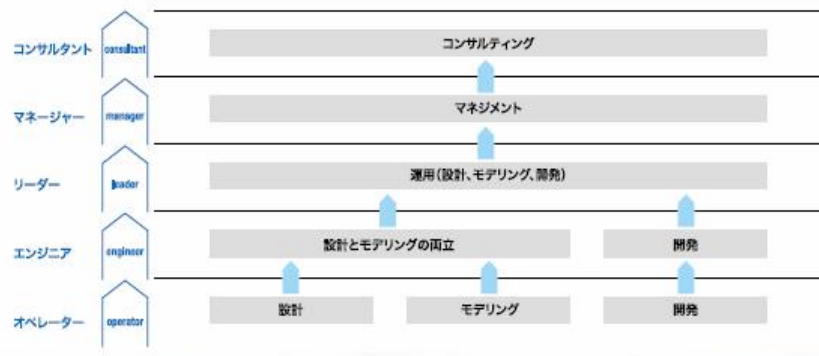 コンサルタント consultant コンサルティング
マネージャー manager マネジメント
リーダー leader 運用(設計、モデリング、開発)
エンジニア engineer 設計とモデリングの両立 開発
オペレーター operator 設計 モデリング 開発